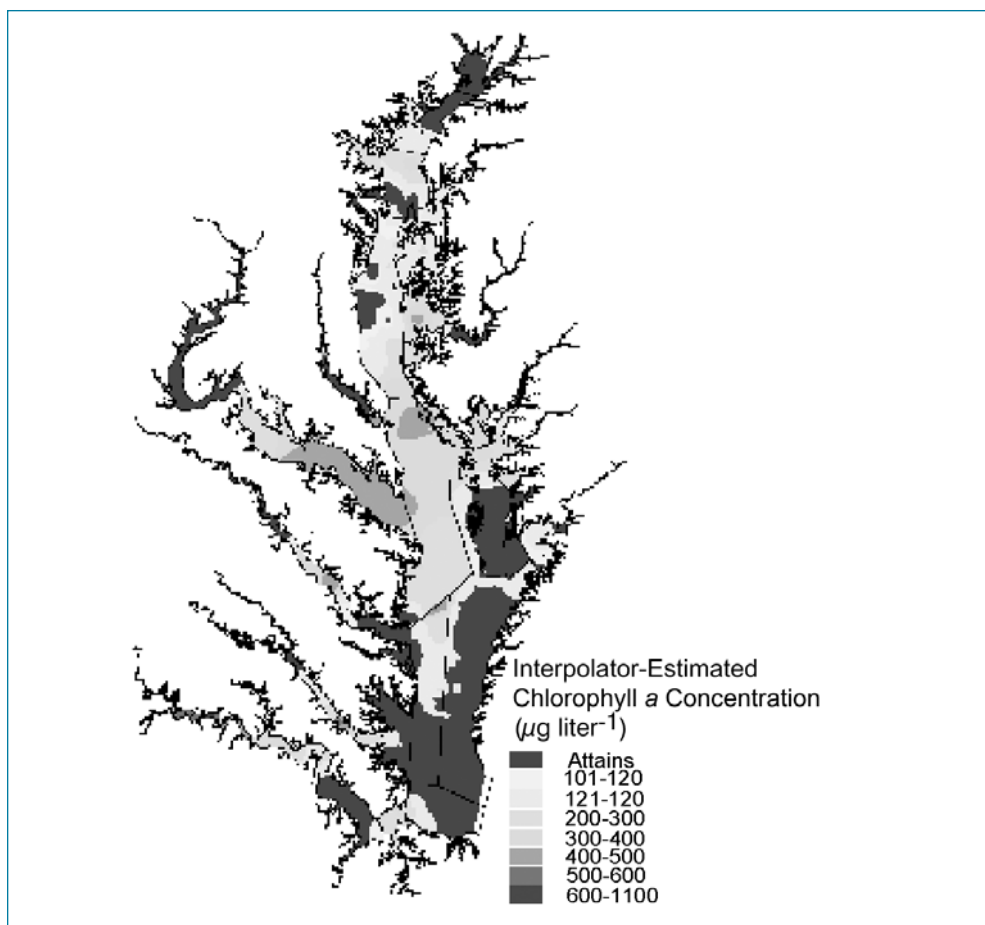 Interpolator-Estimated
Chlorophyll a Concentration
(µg liter-1)
Attains
101-120
121-120
200-300
300-400
400-500
500-600
600-1100